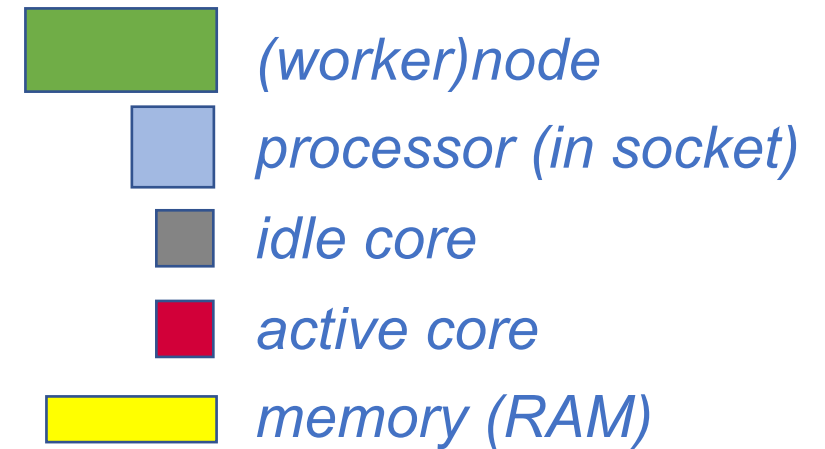 (worker)node
processor (in socket)
idle core
active core
memory (RAM)